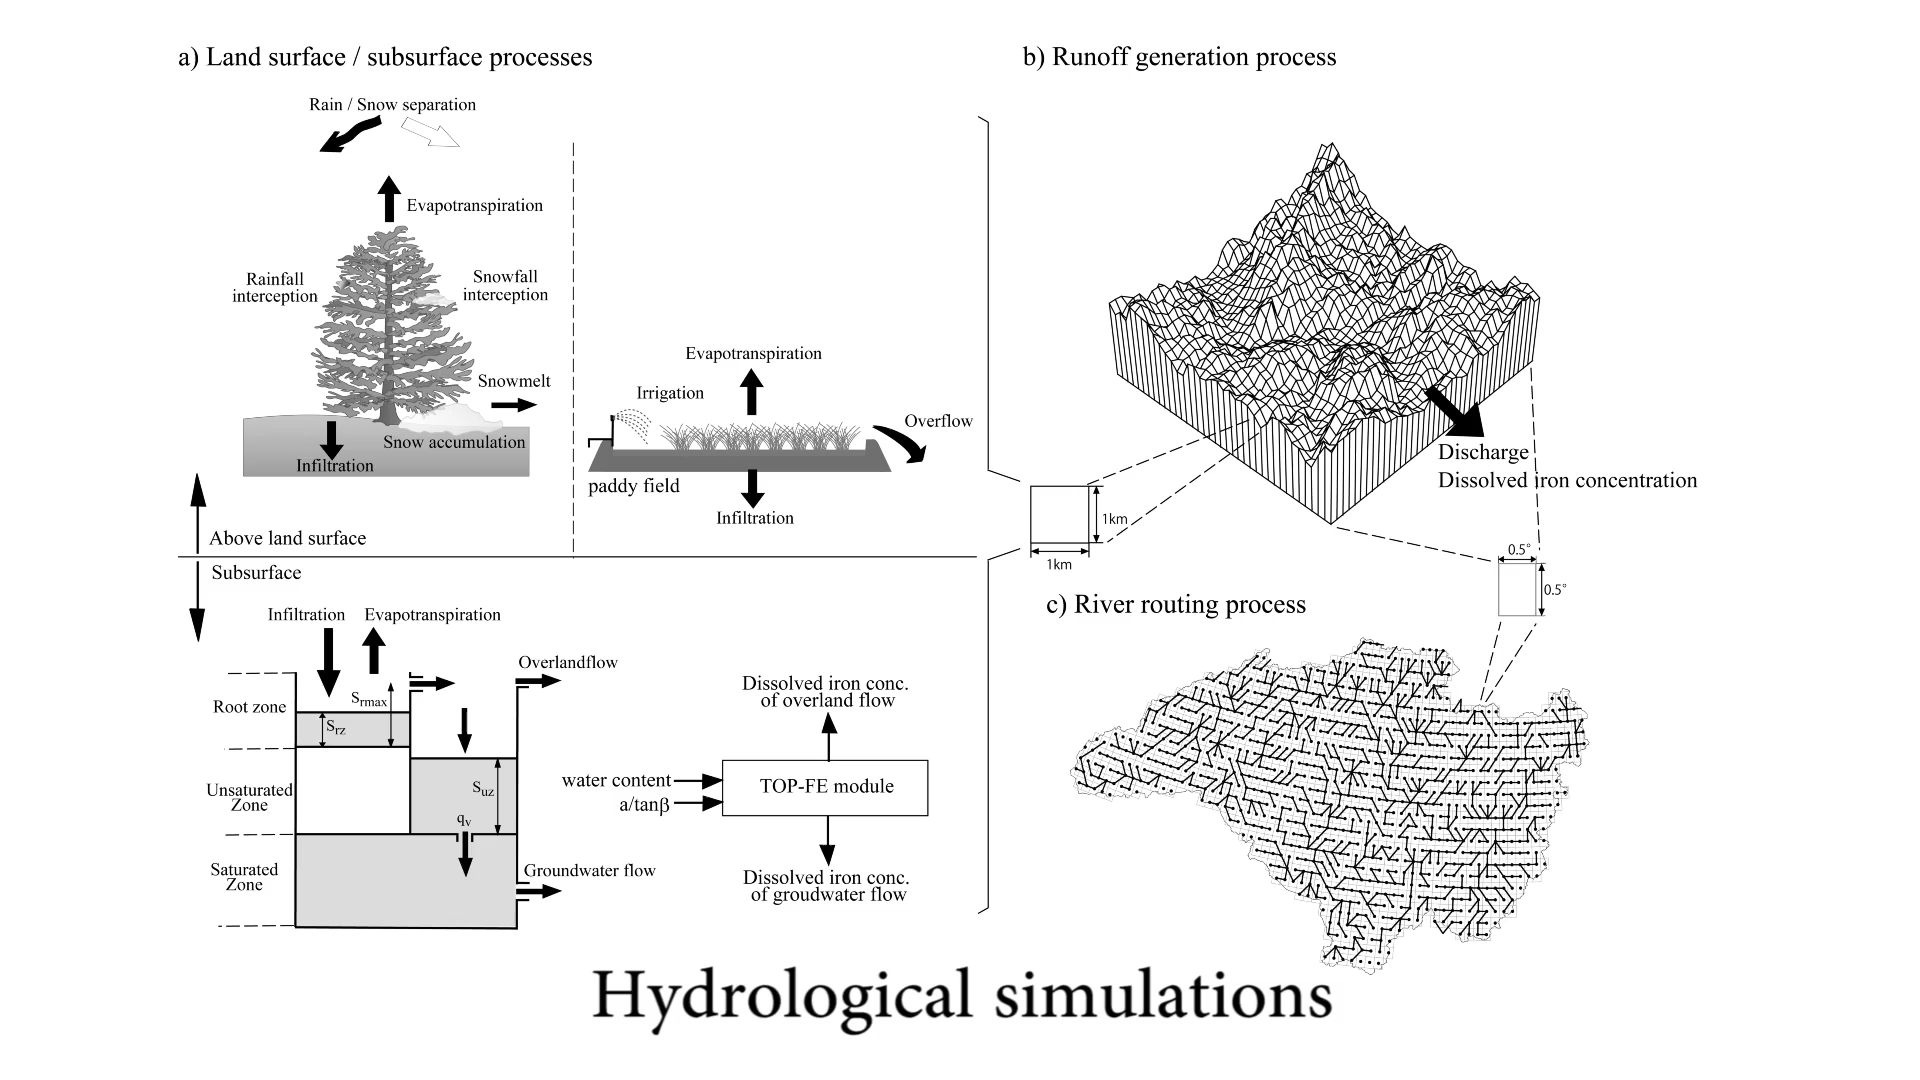 a) Land surface / subsurface processes
Rain / Snow separation
Evapotranspiration
Rainfall
interception
Snowfall
interception
Snowmelt
Snow accumulation
Infiltration
Evapotranspiration
Irrigation
Overflow
paddy field
Infiltration
Above land surface
Subsurface
Infiltration
Evapotranspiration
Overlandflow
Root zone
Srmax
Srz
Unsaturated
Zone
Suz
qv
Saturated
Zone
Groundwater flow
Dissolved iron conc.
of overland flow
water content
a/tanβ
TOP-FE module
Dissolved iron conc.
of groudwater flow
b) Runoff generation process
Discharge
Dissolved iron concentration
1km
1km
0.5°
0.5°
c) River routing process
Hydrological simulations